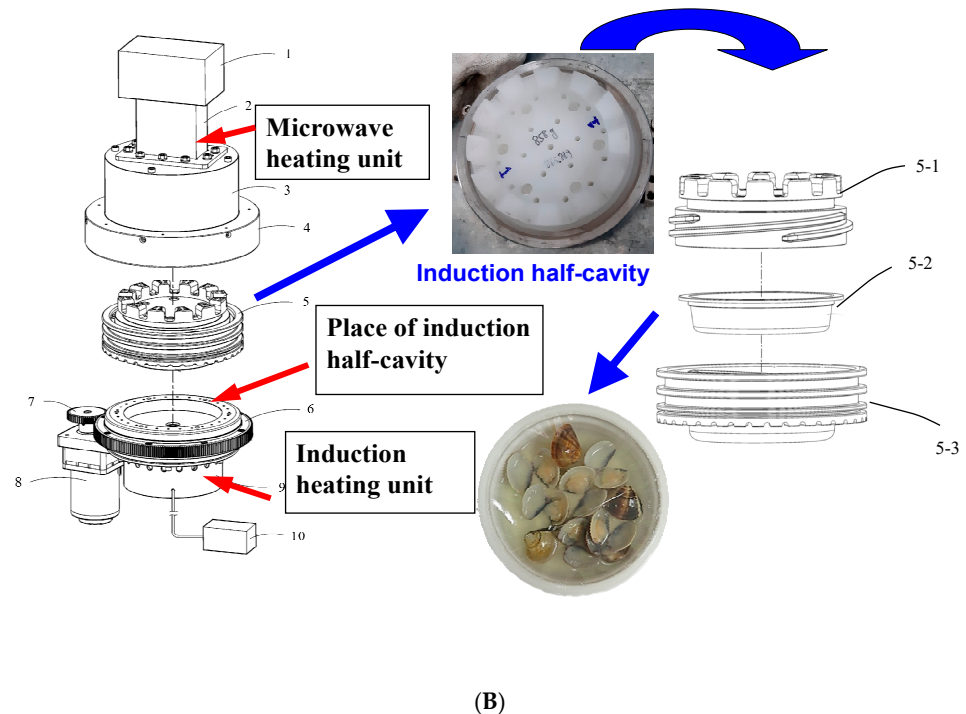 1
2
Microwave
heating unit
3
4
5
Induction half-cavity
5-1
5-2
5-3
Place of induction
half-cavity
7
6
Induction
heating unit
8
9
10
858 g
(B)